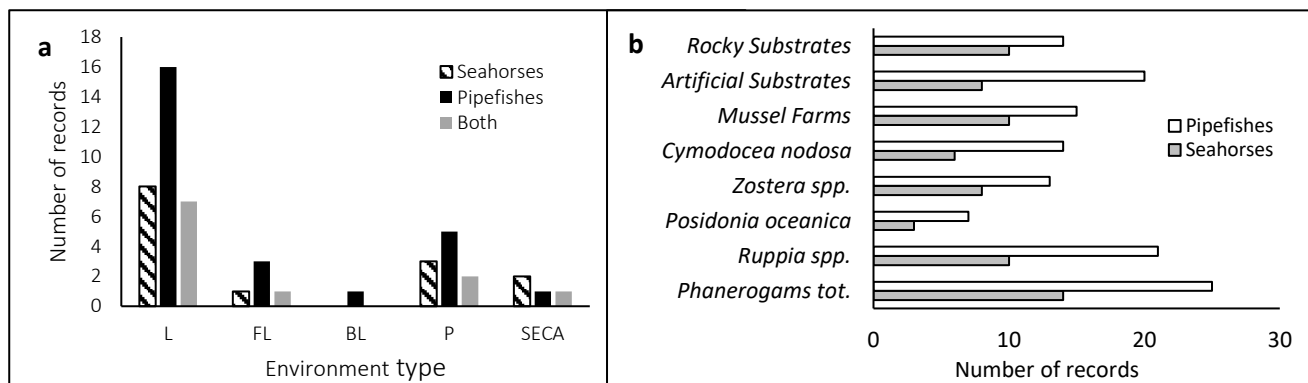 a
18
16
14
12
10
8
6
4
2
0
Number of records
Seahorses
Pipefishes
Both
L FL BL P SECA
Environment type
b
Rocky Substrates
Artificial Substrates
Mussel Farms
Cymodocea nodosa
Zostera spp.
Posidonia oceanica
Ruppia spp.
Phanerogams tot.
Pipefishes
Seahorses
0 10 20 30
Number of records